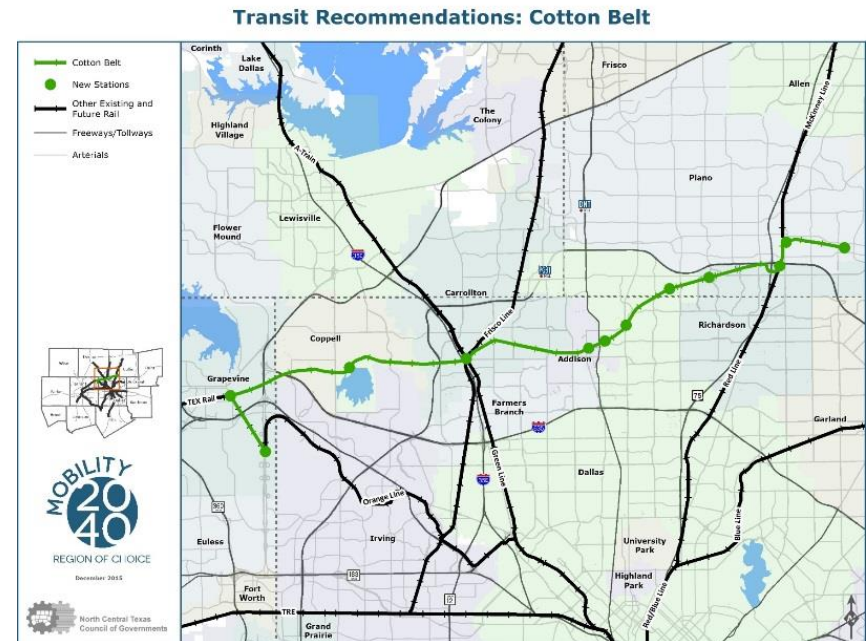 Transit Recommendations: Cotton Belt
Cotton Belt
New Stations
Other Existing and
Future Rail
Freeways/Tollways
Arterials
Corinth
Lake
Dallas
Frisco
Allen
McKinney Line
The
Colony
Highland
Village
A-Train
Plano
Lewisville
Flower
Mound
Carrollton
Frisco Line
Coppell
Richardson
Grapevine
Addison
TEX Rail
Red Line
75
Farmers
Branch
Garland
Green Line
Dallas
Orange Line
Irving
Blue Line
Euless
University
Park
Highland
Park
Fort
Worth
TRE
Grand
Prairie
Red/Blue Line
MOBILITY
20
40
REGION OF CHOICE
December 2015
North Central Texas
Council of Governments